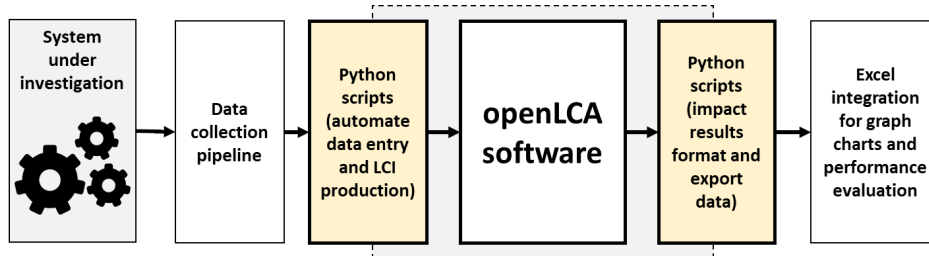 System
under
investigation
Data
collection
pipeline
Python
scripts
(automate
data entry
and LCI
production)
openLCA
software
Python
scripts
(impact
results
format and
export
data)
Excel
integration
for graph
charts and
performance
evaluation